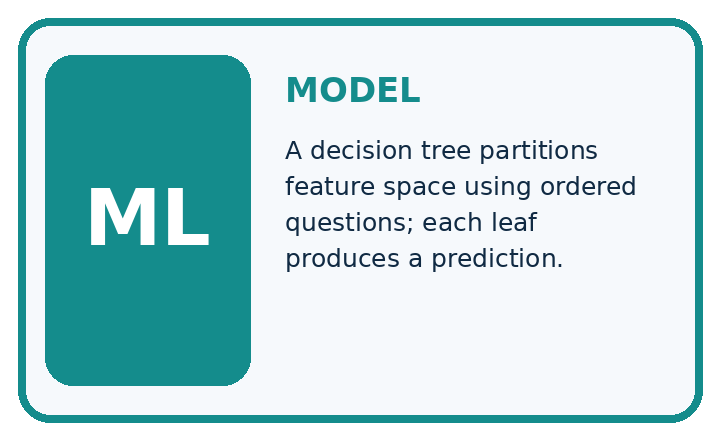 ML
MODEL
A decision tree partitions
feature space using ordered
questions; each leaf
produces a prediction.